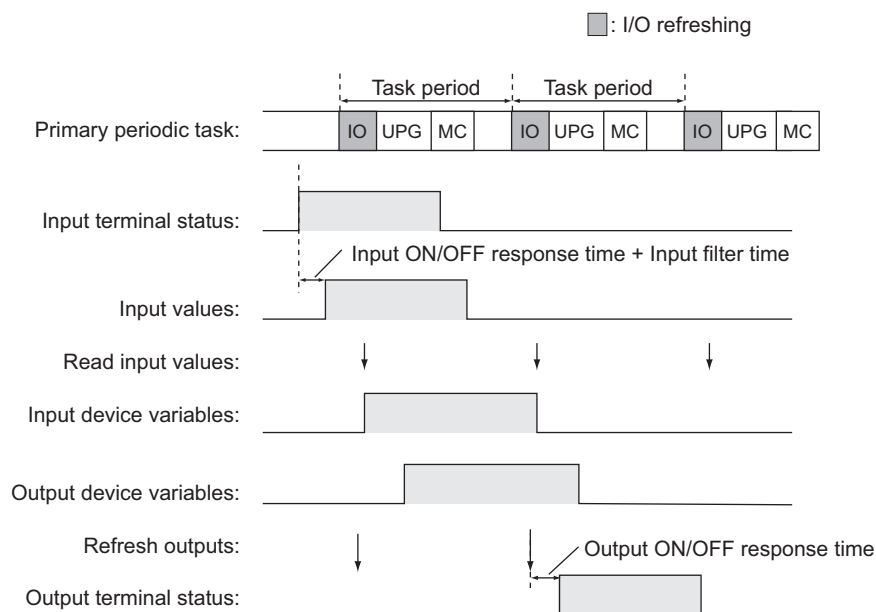 : I/O refreshing
Task period Task period
Primary periodic task: IO UPG MC IO UPG MC IO UPG MC
Input terminal status:
Input ON/OFF response time + Input filter time
Input values:
Read input values:
Input device variables:
Output device variables:
Refresh outputs:
Output ON/OFF response time
Output terminal status: